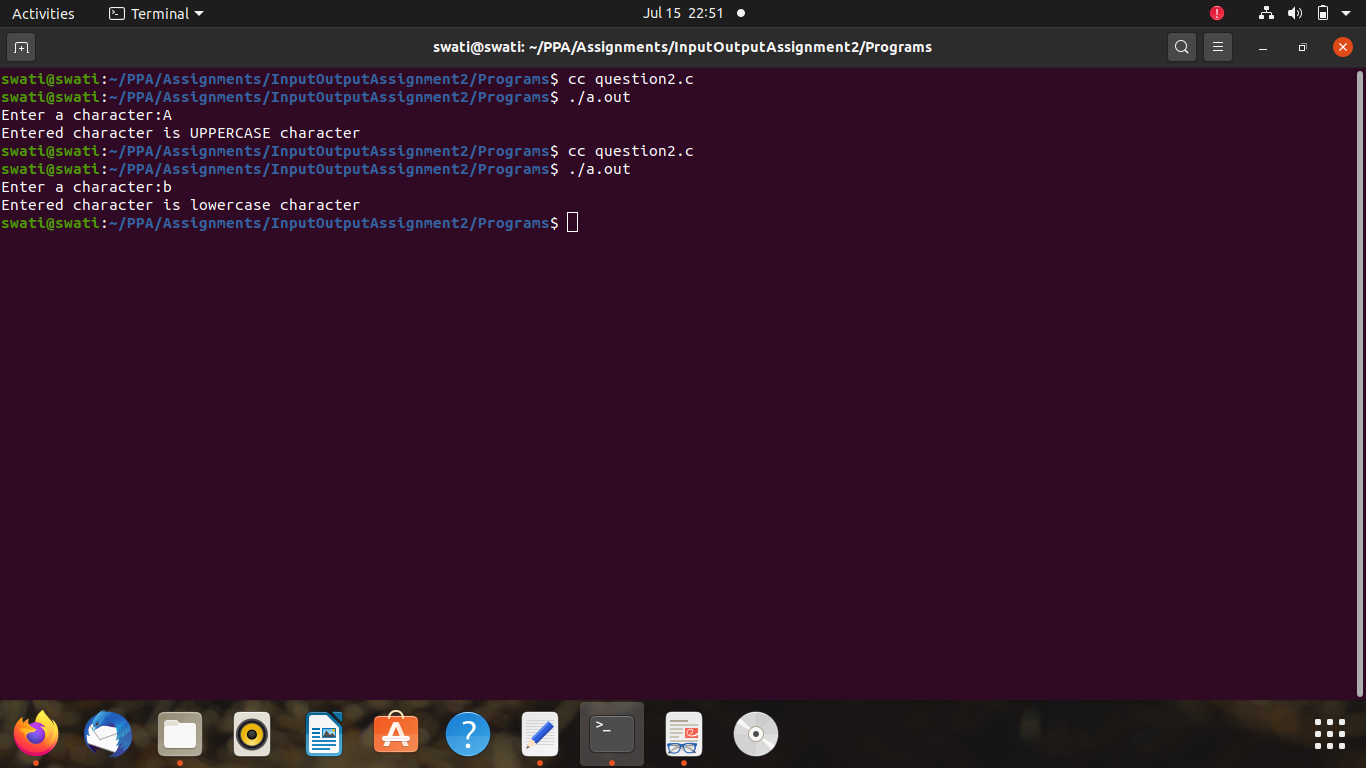 Activities Terminal Jul 15 22:51
swati@swati: ~/PPA/Assignments/InputOutputAssignment2/Programs
swati@swati:~/PPA/Assignments/InputOutputAssignment2/Programs$ cc question2.c
swati@swati:~/PPA/Assignments/InputOutputAssignment2/Programs$ ./a.out
Enter a character:A
Entered character is UPPERCASE character
swati@swati:~/PPA/Assignments/InputOutputAssignment2/Programs$ cc question2.c
swati@swati:~/PPA/Assignments/InputOutputAssignment2/Programs$ ./a.out
Enter a character:b
Entered character is lowercase character
swati@swati:~/PPA/Assignments/InputOutputAssignment2/Programs$